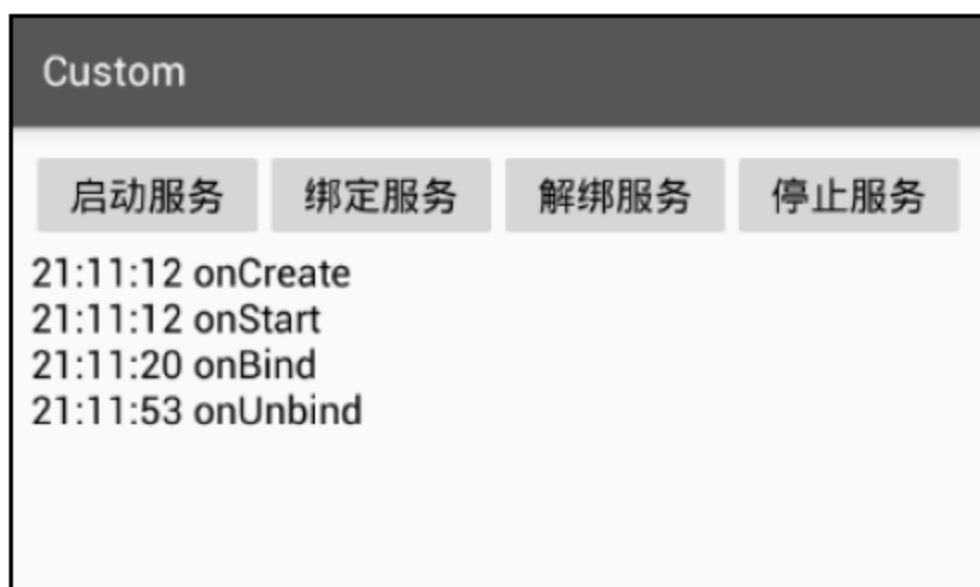 Custom
启动服务 绑定服务 解绑服务 停止服务
21:11:12 onCreate
21:11:12 onStart
21:11:20 onBind
21:11:53 onUnbind